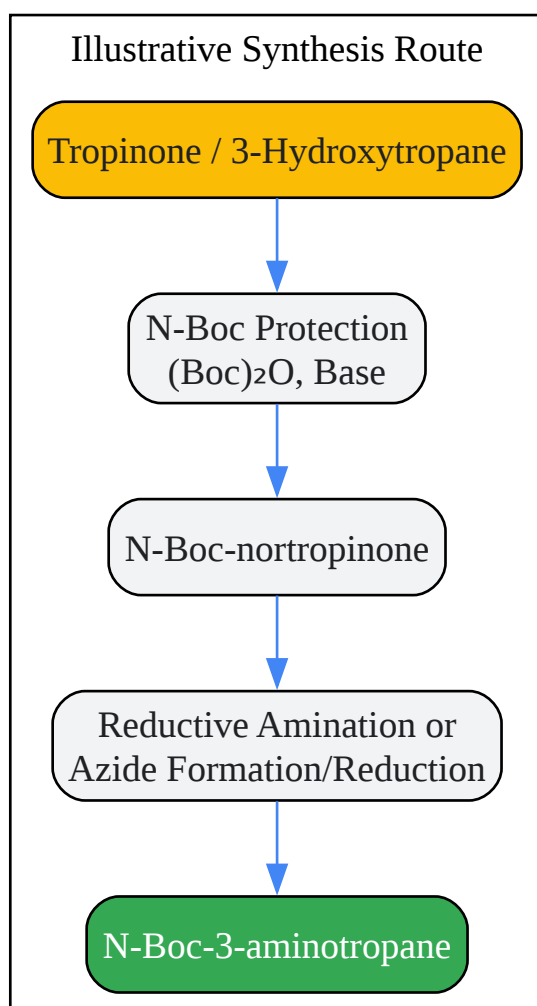 Illustrative Synthesis Route
Tropinone / 3-Hydroxytropane
N-Boc Protection
(Boc)₂O, Base
N-Boc-nortropinone
Reductive Amination or
Azide Formation/Reduction
N-Boc-3-aminotropane